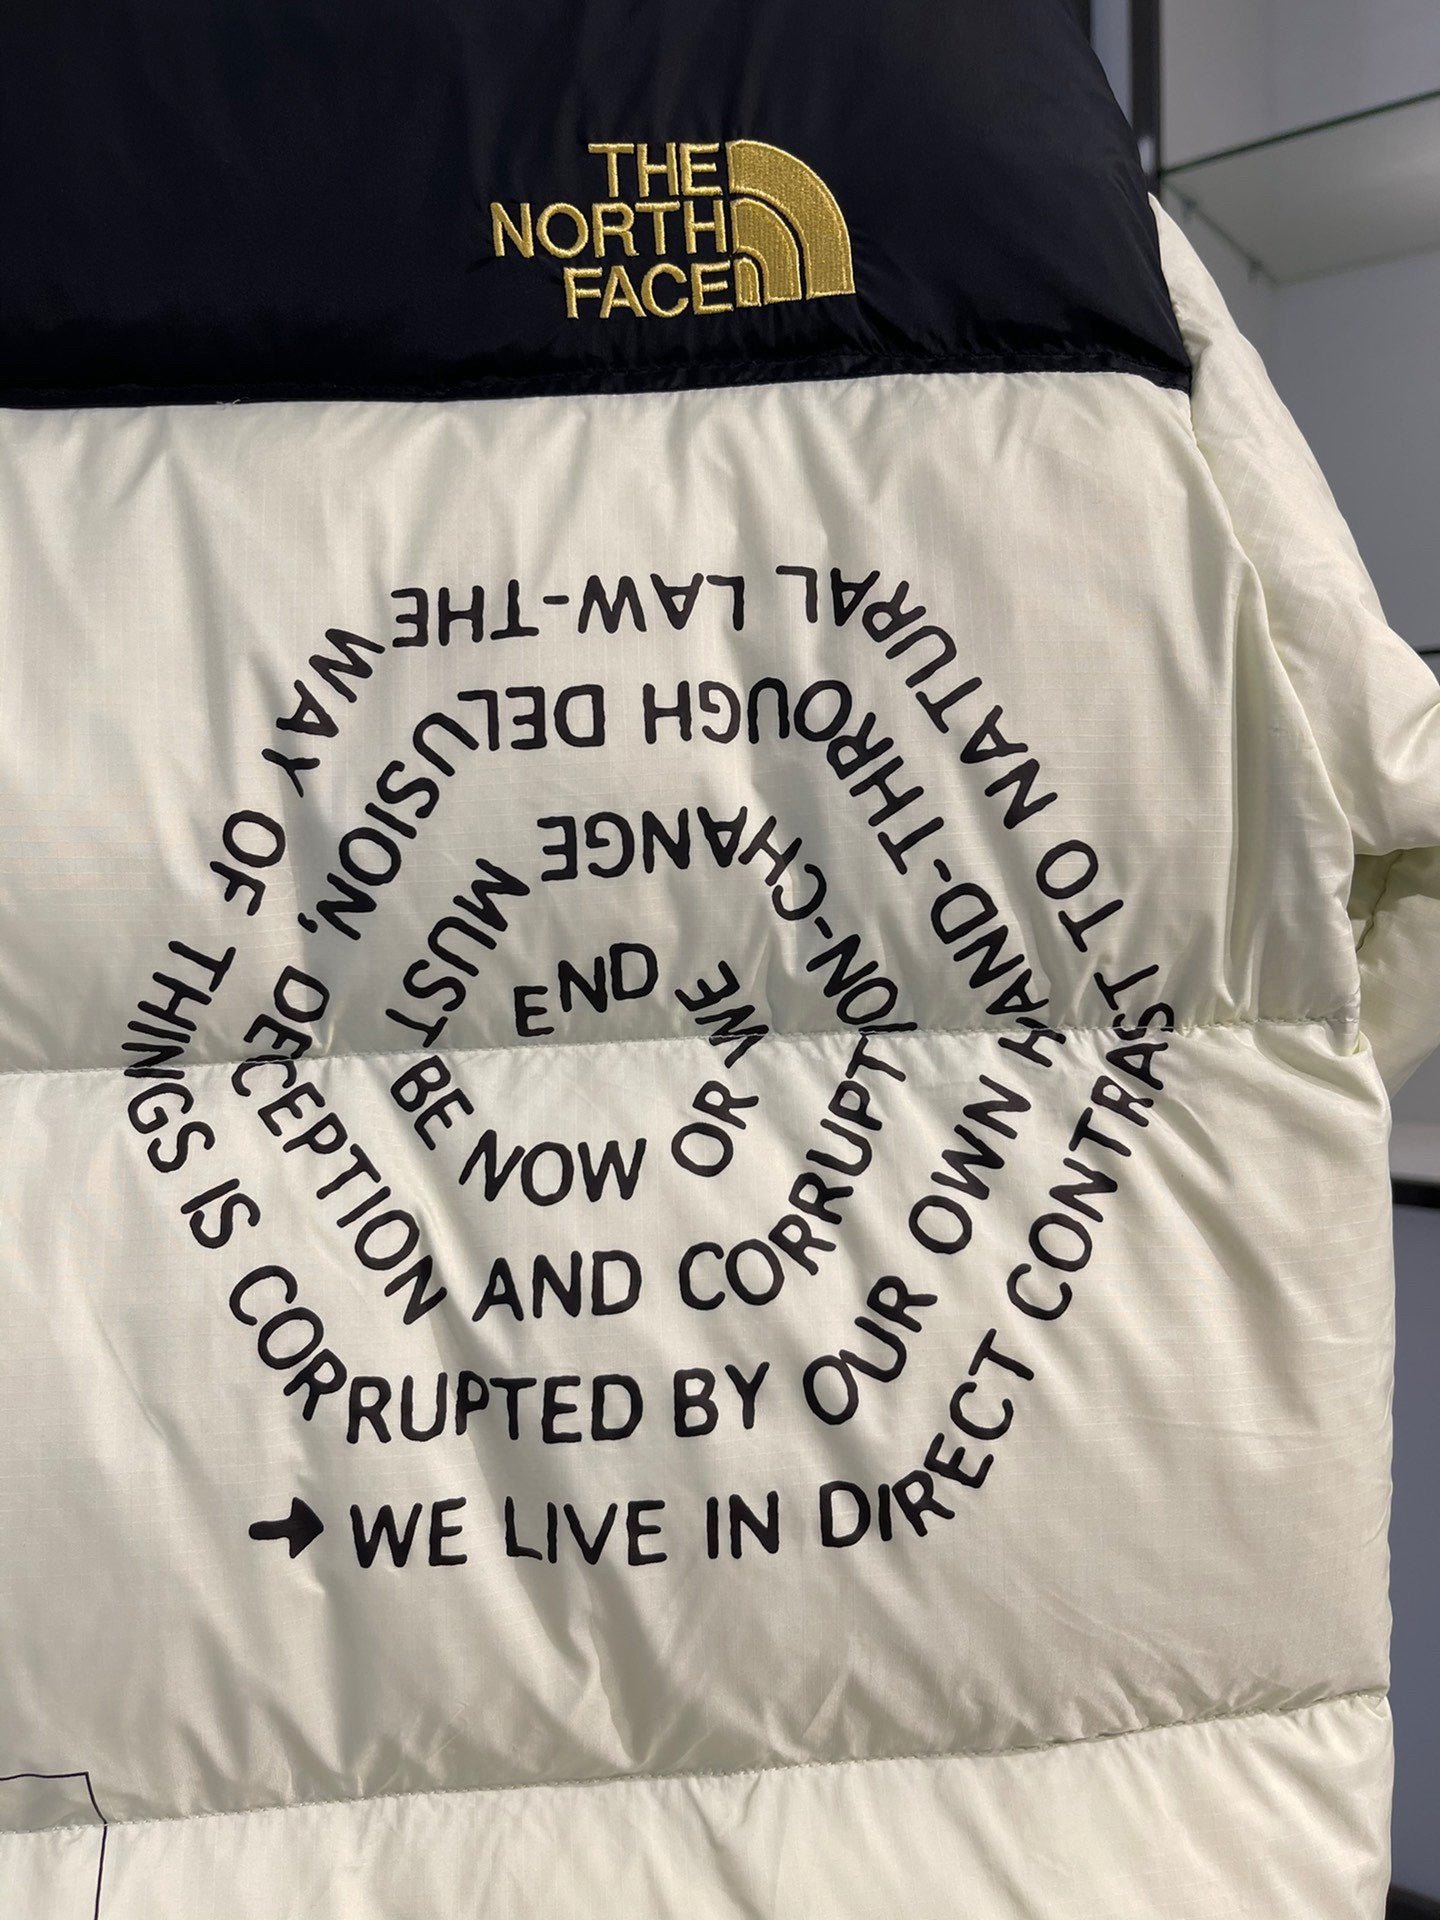 THE
NORTH
FACE
WE LIVE IN DIRECT CONTRAST TO NATURAL LAW-THE WAY OF THINGS IS CORRUPTED BY OUR OWN HAND-THROUGH DELUSION, DECEPTION AND CORRUPTION-CHANGE MUST BE NOW OR WE END